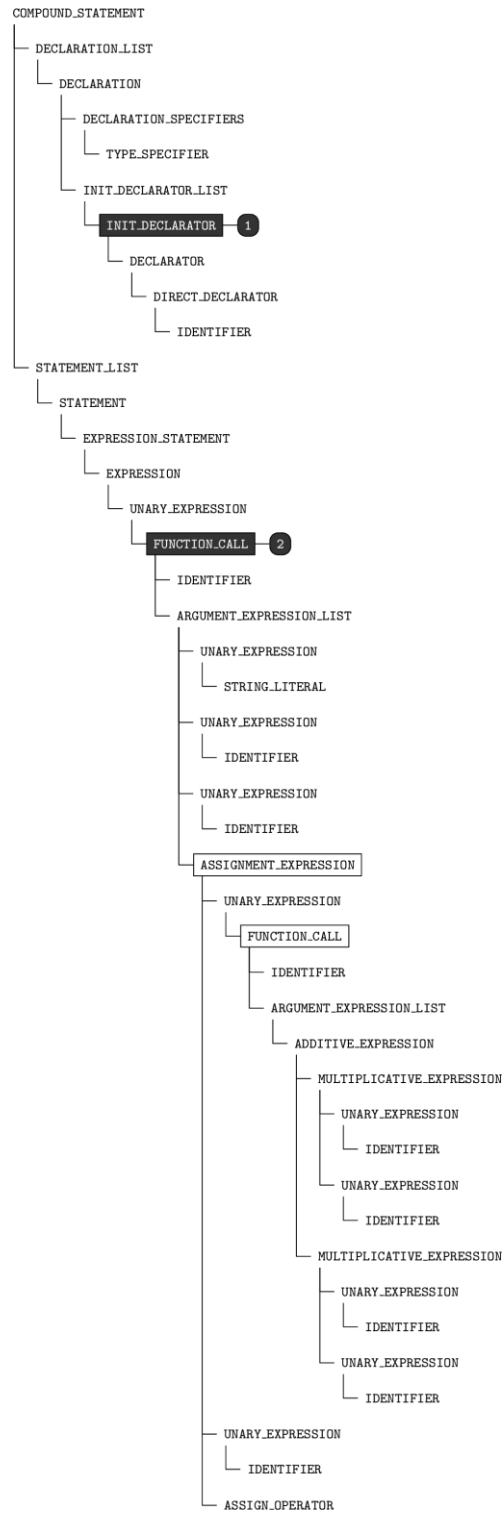 COMPOUND_STATEMENT
DECLARATION_LIST
DECLARATION
DECLARATION_SPECIFIERS
TYPE_SPECIFIER
INIT_DECLARATOR_LIST
INIT_DECLARATOR 1
DECLARATOR
DIRECT_DECLARATOR
IDENTIFIER
STATEMENT_LIST
STATEMENT
EXPRESSION_STATEMENT
EXPRESSION
UNARY_EXPRESSION
FUNCTION_CALL 2
IDENTIFIER
ARGUMENT_EXPRESSION_LIST
UNARY_EXPRESSION
STRING_LITERAL
UNARY_EXPRESSION
IDENTIFIER
UNARY_EXPRESSION
IDENTIFIER
ASSIGNMENT_EXPRESSION
UNARY_EXPRESSION
FUNCTION_CALL
IDENTIFIER
ARGUMENT_EXPRESSION_LIST
ADDITIVE_EXPRESSION
MULTIPLICATIVE_EXPRESSION
UNARY_EXPRESSION
IDENTIFIER
UNARY_EXPRESSION
IDENTIFIER
MULTIPLICATIVE_EXPRESSION
UNARY_EXPRESSION
IDENTIFIER
UNARY_EXPRESSION
IDENTIFIER
UNARY_EXPRESSION
IDENTIFIER
ASSIGN_OPERATOR